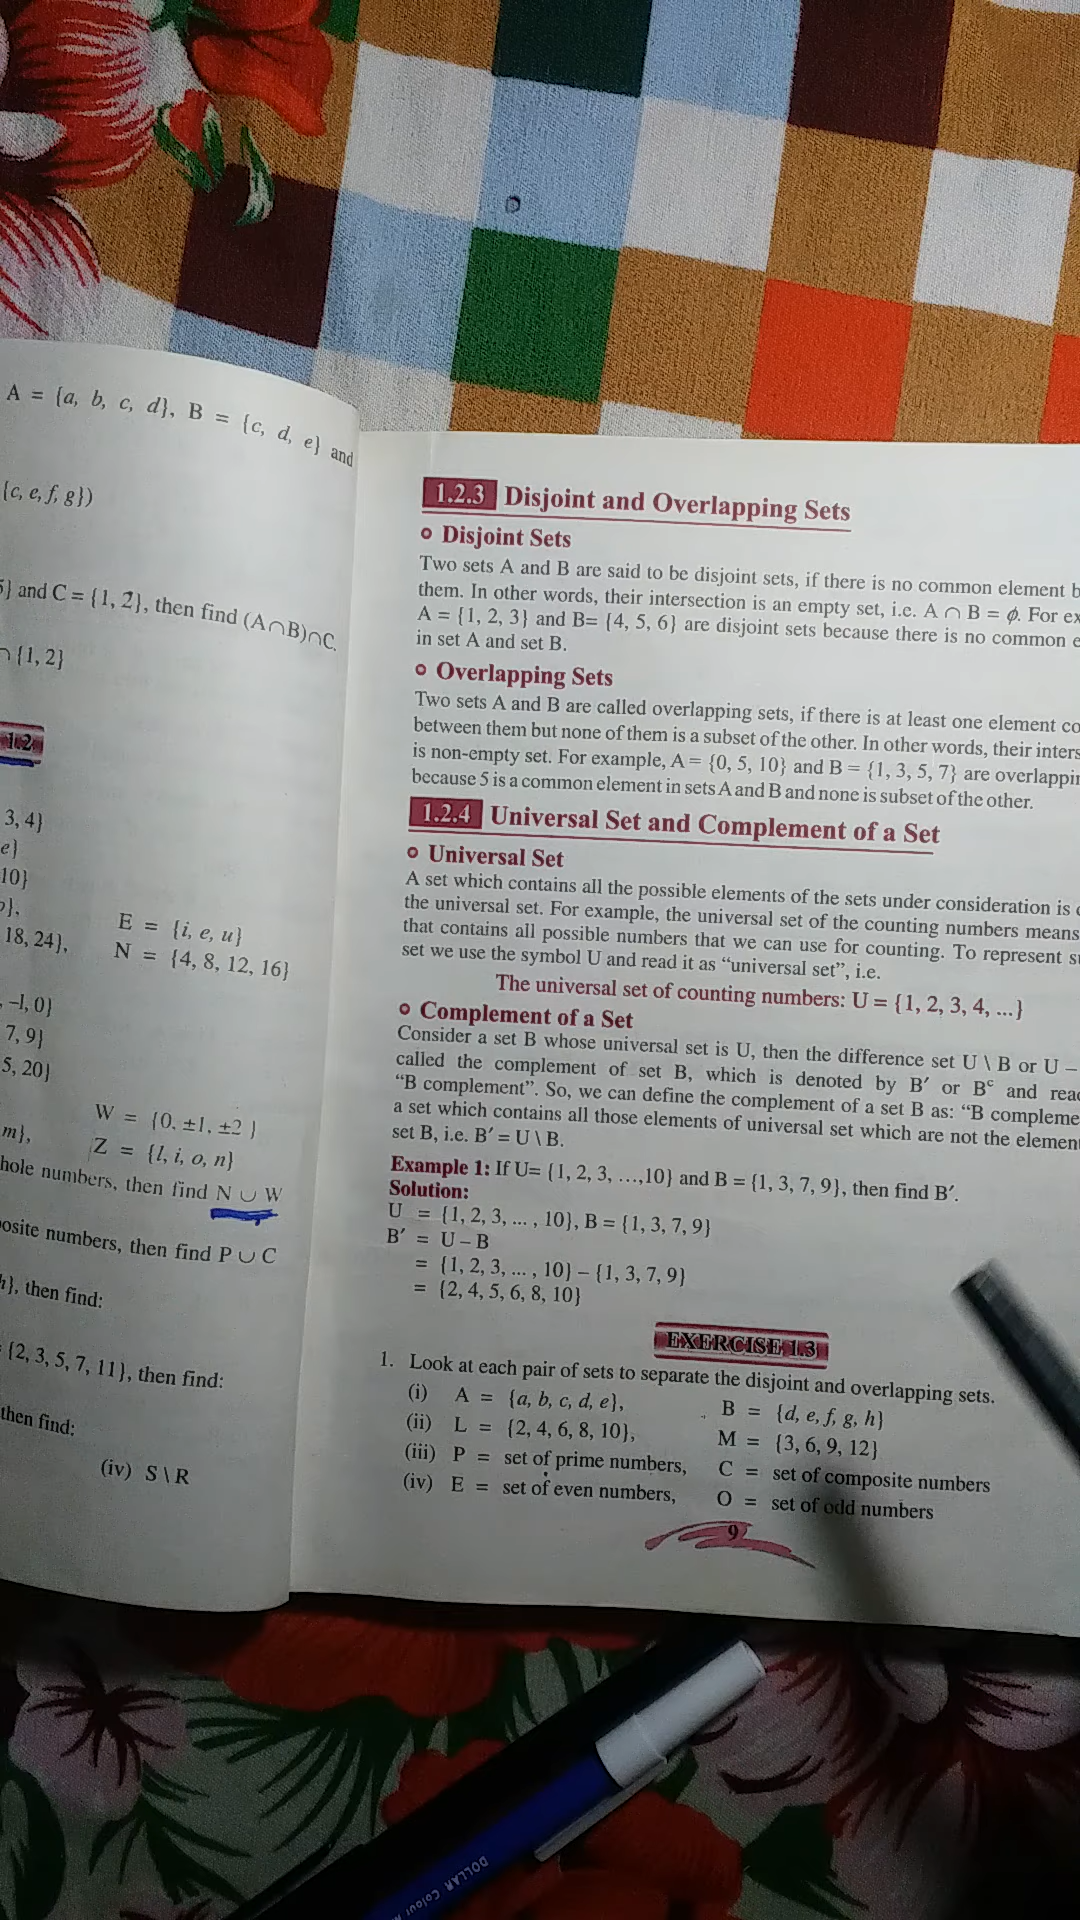 A = {a, b, c, d}, B = {c, d, e} and
{c, e, f, g})
5} and C = {1, 2}, then find (A∩B)∩C.
∩ {1, 2}
1.2
3, 4}
e}
10}
E = {i, e, u}
18, 24}, N = {4, 8, 12, 16}
–1, 0}
7, 9}
5, 20}
W = {0, ±1, ±2 }
m}, Z = {l, i, o, n}
hole numbers, then find N ∪ W
osite numbers, then find P ∪ C
h}, then find:
{2, 3, 5, 7, 11}, then find:
then find:
(iv) S \ R
1.2.3 Disjoint and Overlapping Sets
Disjoint Sets
Two sets A and B are said to be disjoint sets, if there is no common element b
them. In other words, their intersection is an empty set, i.e. A ∩ B = ϕ. For ex
A = {1, 2, 3} and B= {4, 5, 6} are disjoint sets because there is no common e
in set A and set B.
Overlapping Sets
Two sets A and B are called overlapping sets, if there is at least one element co
between them but none of them is a subset of the other. In other words, their inters
is non-empty set. For example, A = {0, 5, 10} and B = {1, 3, 5, 7} are overlappin
because 5 is a common element in sets A and B and none is subset of the other.
1.2.4 Universal Set and Complement of a Set
Universal Set
A set which contains all the possible elements of the sets under consideration is
the universal set. For example, the universal set of the counting numbers means
that contains all possible numbers that we can use for counting. To represent su
set we use the symbol U and read it as “universal set”, i.e.
The universal set of counting numbers: U = {1, 2, 3, 4, ...}
Complement of a Set
Consider a set B whose universal set is U, then the difference set U \ B or U –
called the complement of set B, which is denoted by B′ or Bᶜ and read
“B complement”. So, we can define the complement of a set B as: “B compleme
a set which contains all those elements of universal set which are not the elemen
set B, i.e. B′ = U \ B.
Example 1: If U= {1, 2, 3, …,10} and B = {1, 3, 7, 9}, then find B′.
Solution:
U = {1, 2, 3, ... , 10}, B = {1, 3, 7, 9}
B′ = U – B
= {1, 2, 3, ... , 10} – {1, 3, 7, 9}
= {2, 4, 5, 6, 8, 10}
EXERCISE 1.3
1. Look at each pair of sets to separate the disjoint and overlapping sets.
(i) A = {a, b, c, d, e}, B = {d, e, f, g, h}
(ii) L = {2, 4, 6, 8, 10}, M = {3, 6, 9, 12}
(iii) P = set of prime numbers, C = set of composite numbers
(iv) E = set of even numbers, O = set of odd numbers
9
DOLLAR Colour